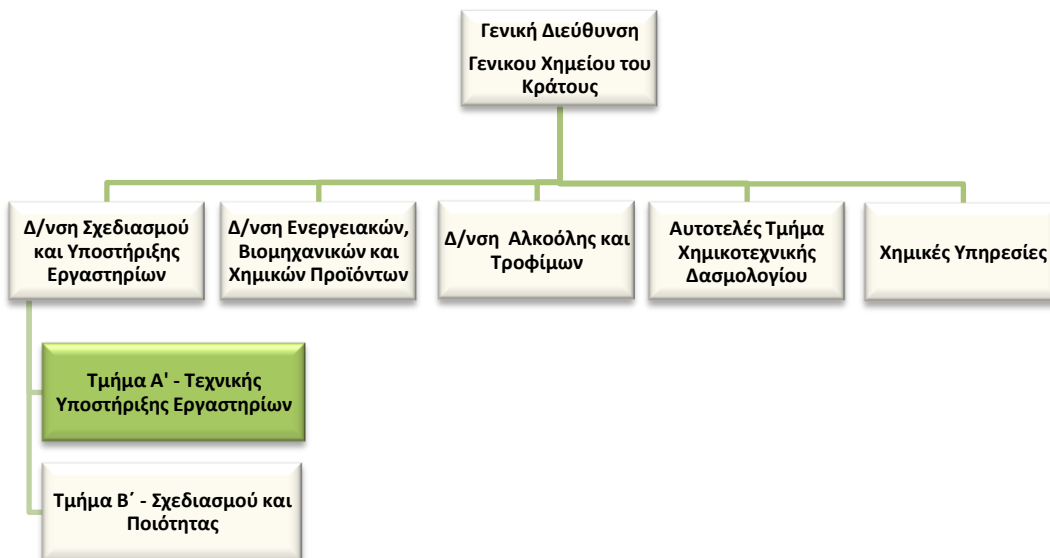 Γενική Διεύθυνση
Γενικου Χημείου του
Κράτους
Δ/νση Σχεδιασμού
και Υποστήριξης
Εργαστηρίων
Δ/νση Ενεργειακών,
Βιομηχανικών και
Χημικών Προϊόντων
Δ/νση Αλκοόλης και
Τροφίμων
Αυτοτελές Τμήμα
Χημικοτεχνικής
Δασμολογίου
Χημικές Υπηρεσίες
Τμήμα Α' - Τεχνικής
Υποστήριξης Εργαστηρίων
Τμήμα Β΄ - Σχεδιασμού και
Ποιότητας